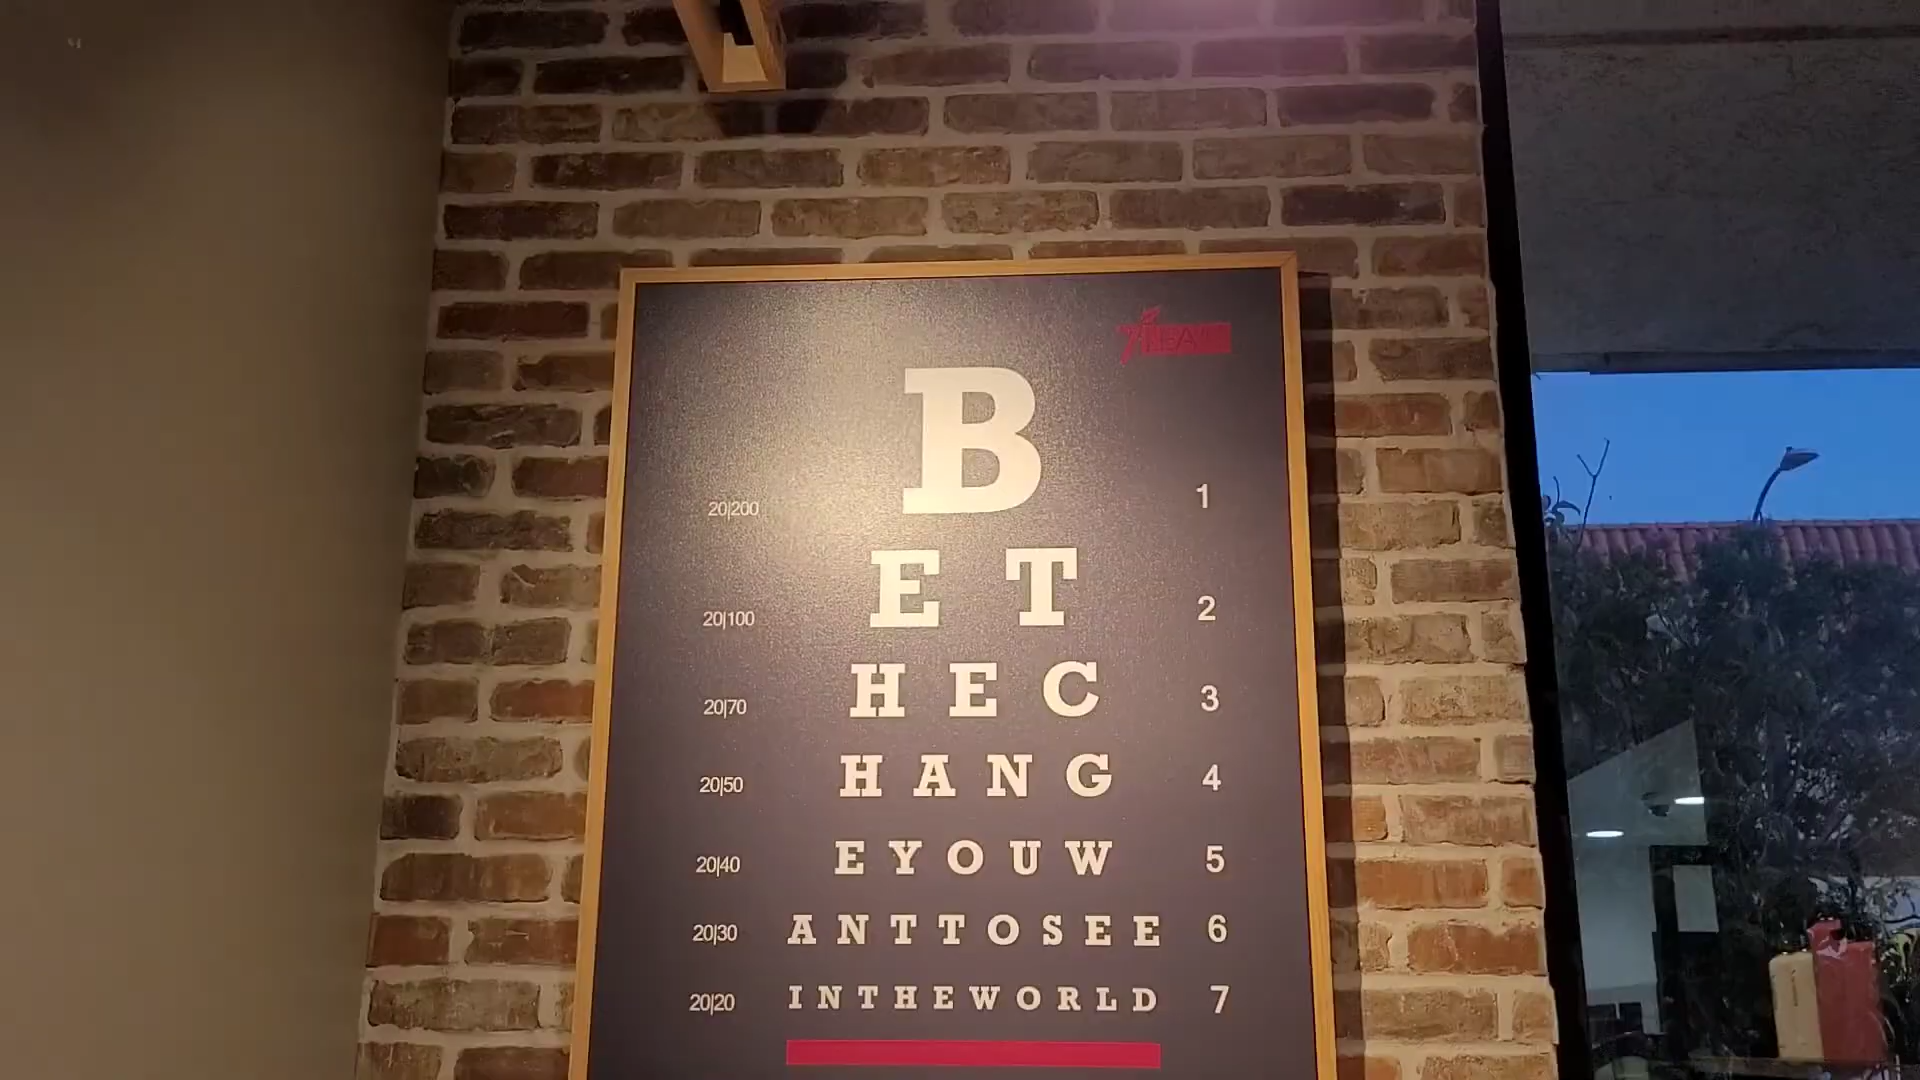 B
20|200 1
E T
20|100 2
H E C
20|70 3
H A N G
20|50 4
E Y O U W
20|40 5
A N T T O S E E
20|30 6
I N T H E W O R L D
20|20 7